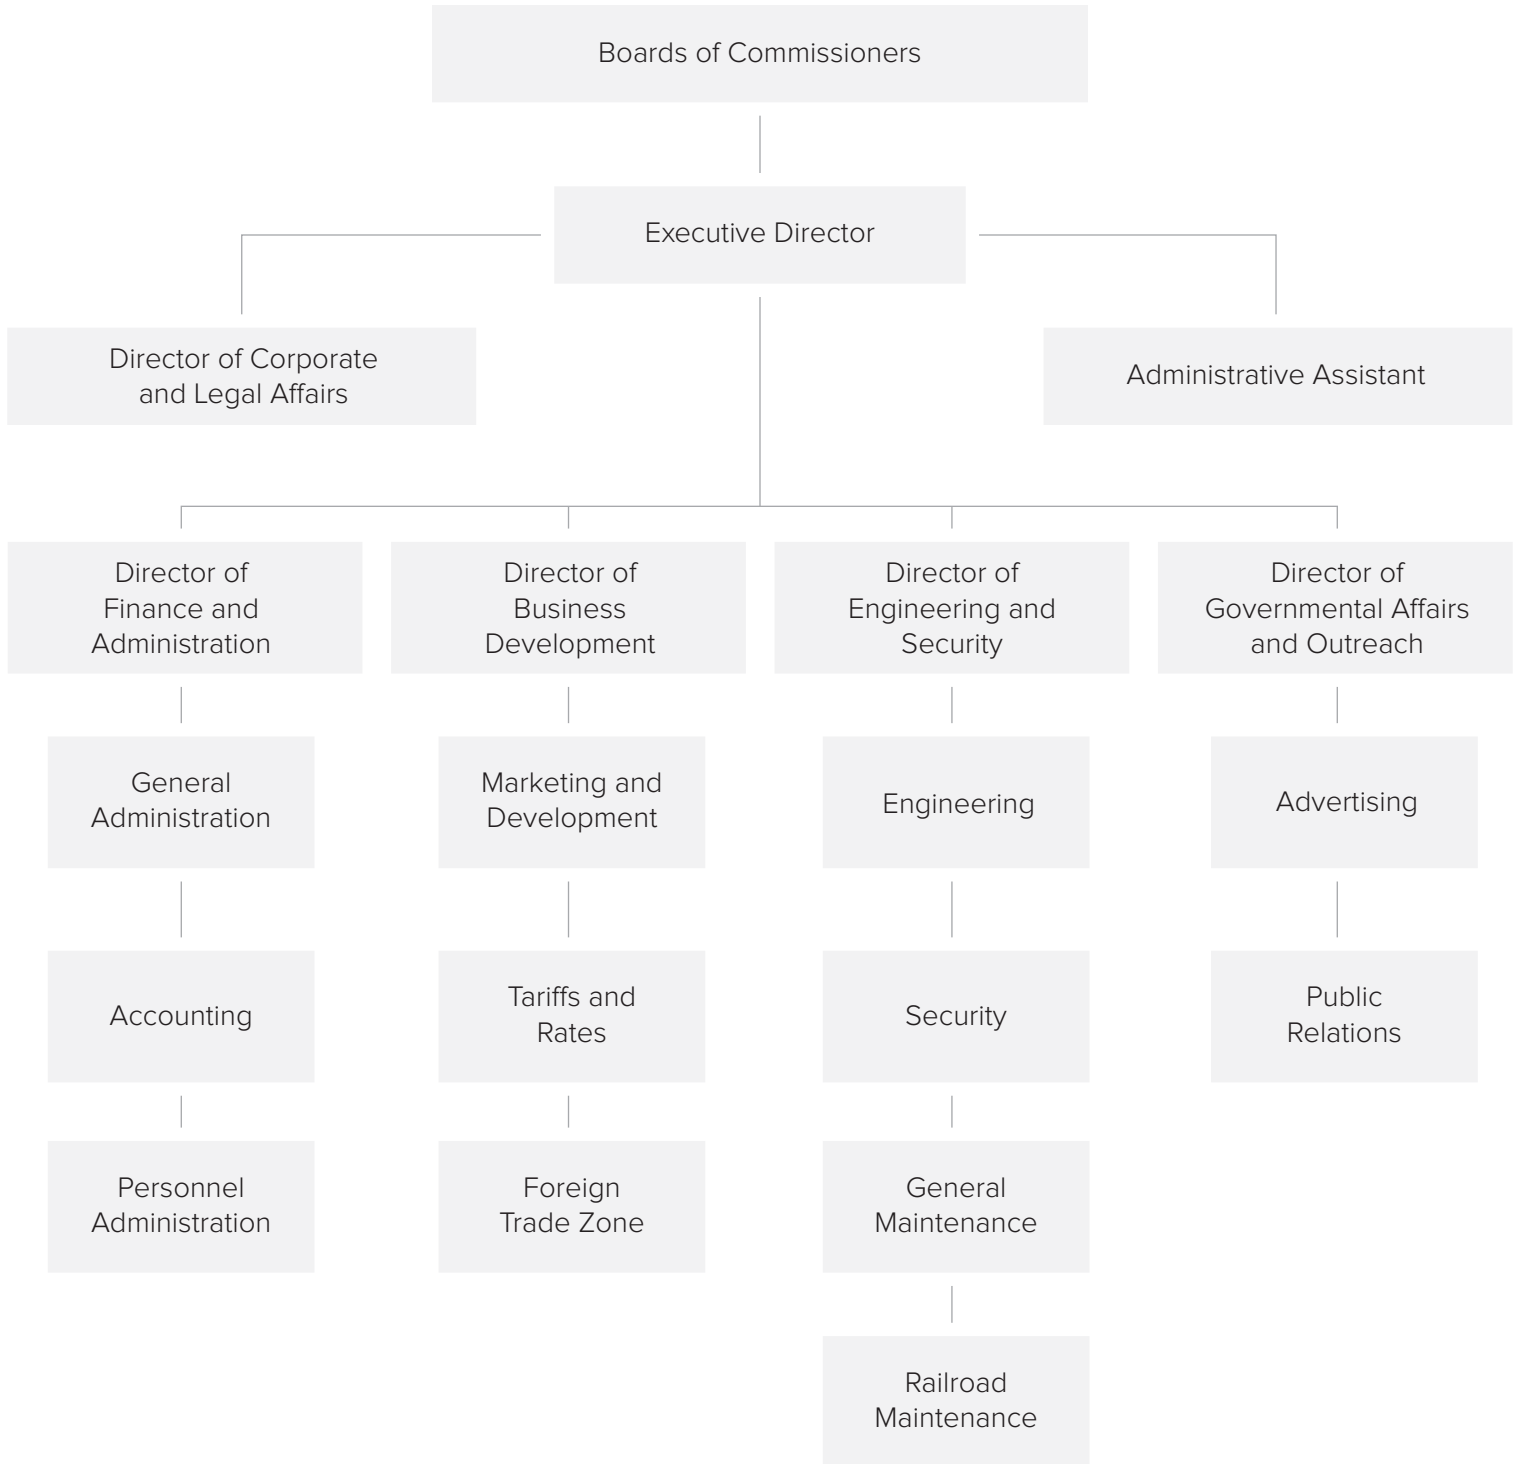 Boards of Commissioners
Executive Director
Director of Corporate
and Legal Affairs
Administrative Assistant
Director of
Finance and
Administration
Director of
Business
Development
Director of
Engineering and
Security
Director of
Governmental Affairs
and Outreach
General
Administration
Marketing and
Development
Engineering
Advertising
Accounting
Tariffs and
Rates
Security
Public
Relations
Personnel
Administration
Foreign
Trade Zone
General
Maintenance
Railroad
Maintenance